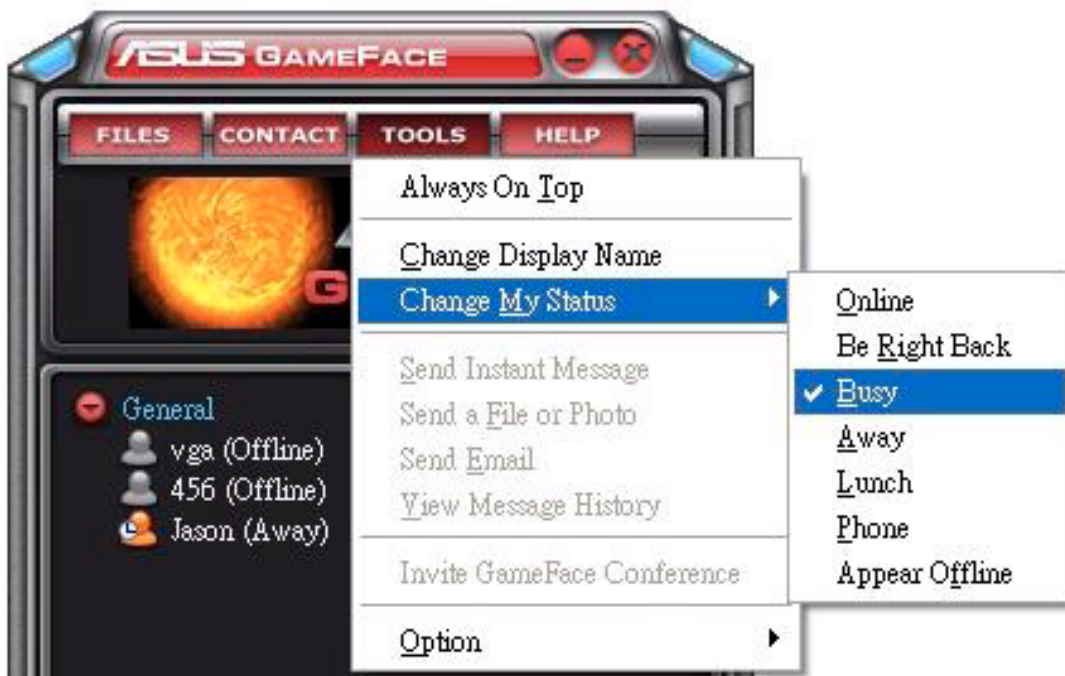 ASUS GAMEFACE
FILES CONTACT TOOLS HELP
G
Always On Top
Change Display Name
Change My Status
Send Instant Message
Send a File or Photo
Send Email
View Message History
Invite GameFace Conference
Option
Online
Be Right Back
Busy
Away
Lunch
Phone
Appear Offline
General
vga (Offline)
456 (Offline)
Jason (Away)